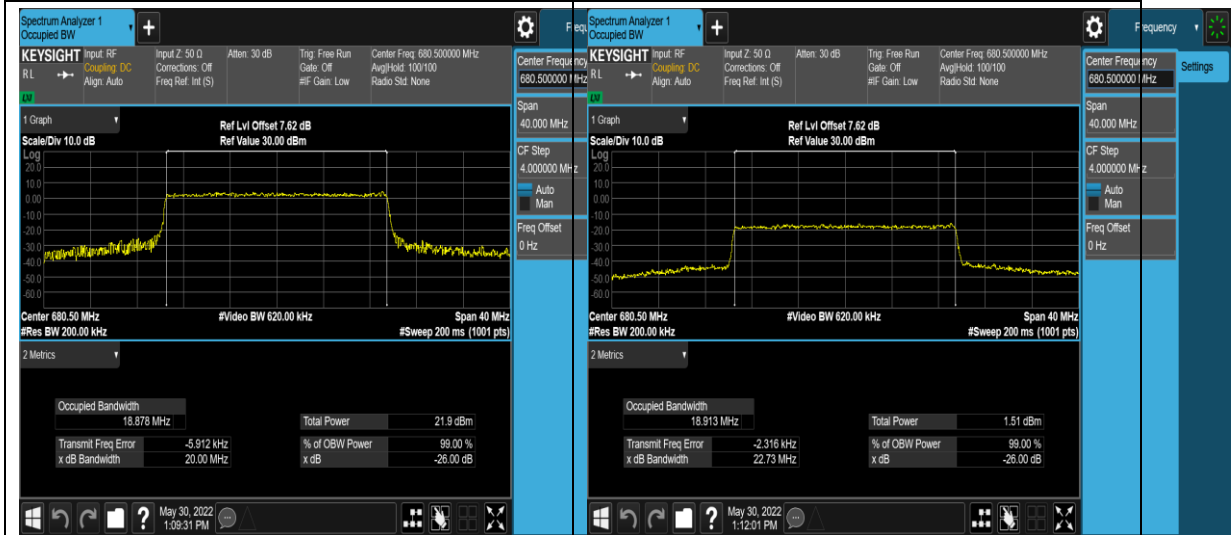 Spectrum Analyzer 1
Occupied BW
+
KEYSIGHT
RL
Input: RF
Coupling: DC
Align: Auto
Input Z: 50 Ω
Corrections: Off
Freq Ref: Int (S)
Atten: 30 dB
Trig: Free Run
Gate: Off
#IF Gain: Low
Center Freq: 680.500000 MHz
Avg|Hold: 100/100
Radio Std: None
1 Graph
Scale/Div 10.0 dB
Ref Lvl Offset 7.62 dB
Ref Value 30.00 dBm
Log
20.0
10.0
0.00
-10.0
-20.0
-30.0
-40.0
-50.0
-60.0
Center 680.50 MHz
#Video BW 620.00 kHz
Span 40 MHz
#Res BW 200.00 kHz
#Sweep 200 ms (1001 pts)
2 Metrics
Occupied Bandwidth
18.878 MHz
Total Power 21.9 dBm
Transmit Freq Error -5.912 kHz
% of OBW Power 99.00 %
x dB Bandwidth 20.00 MHz
x dB -26.00 dB
?
May 30, 2022
1:09:31 PM
Frequ
Center Frequency
680.500000 MHz
Span
40.000 MHz
CF Step
4.000000 MHz
Auto
Man
Freq Offset
0 Hz
Spectrum Analyzer 1
Occupied BW
+
KEYSIGHT
RL
Input: RF
Coupling: DC
Align: Auto
Input Z: 50 Ω
Corrections: Off
Freq Ref: Int (S)
Atten: 30 dB
Trig: Free Run
Gate: Off
#IF Gain: Low
Center Freq: 680.500000 MHz
Avg|Hold: 100/100
Radio Std: None
1 Graph
Scale/Div 10.0 dB
Ref Lvl Offset 7.62 dB
Ref Value 30.00 dBm
Log
20.0
10.0
0.00
-10.0
-20.0
-30.0
-40.0
-50.0
-60.0
Center 680.50 MHz
#Video BW 620.00 kHz
Span 40 MHz
#Res BW 200.00 kHz
#Sweep 200 ms (1001 pts)
2 Metrics
Occupied Bandwidth
18.913 MHz
Total Power 1.51 dBm
Transmit Freq Error -2.316 kHz
% of OBW Power 99.00 %
x dB Bandwidth 22.73 MHz
x dB -26.00 dB
?
May 30, 2022
1:12:01 PM
Frequency
Center Frequency
680.500000 MHz
Settings
Span
40.000 MHz
CF Step
4.000000 MHz
Auto
Man
Freq Offset
0 Hz